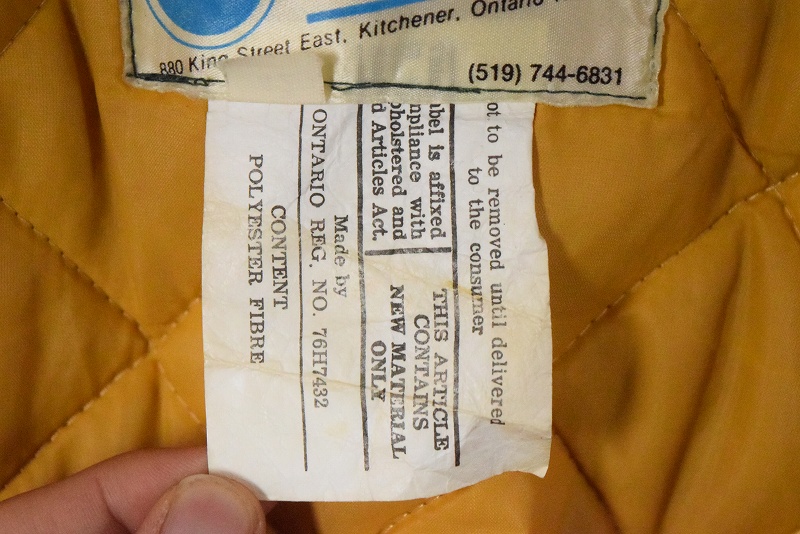 880 King Street East, Kitchener, Ontario
(519) 744-6831
ot to be removed until delivered
to the consumer
abel is affixed
mpliance with
pholstered and
d Articles Act.
THIS ARTICLE
CONTAINS
NEW MATERIAL
ONLY
Made by
ONTARIO REG. NO. 76H7432
CONTENT
POLYESTER FIBRE